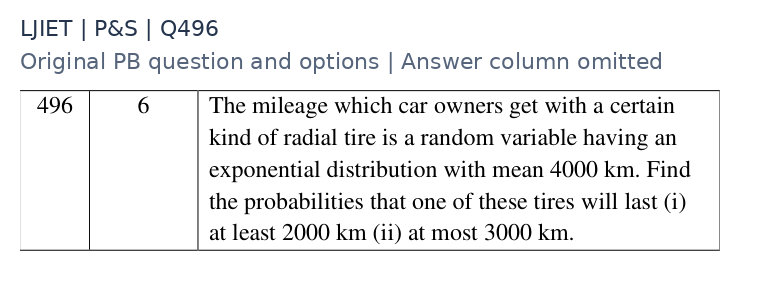 LJIET | P&S | Q496
Original PB question and options | Answer column omitted
496 6 The mileage which car owners get with a certain
kind of radial tire is a random variable having an
exponential distribution with mean 4000 km. Find
the probabilities that one of these tires will last (i)
at least 2000 km (ii) at most 3000 km.